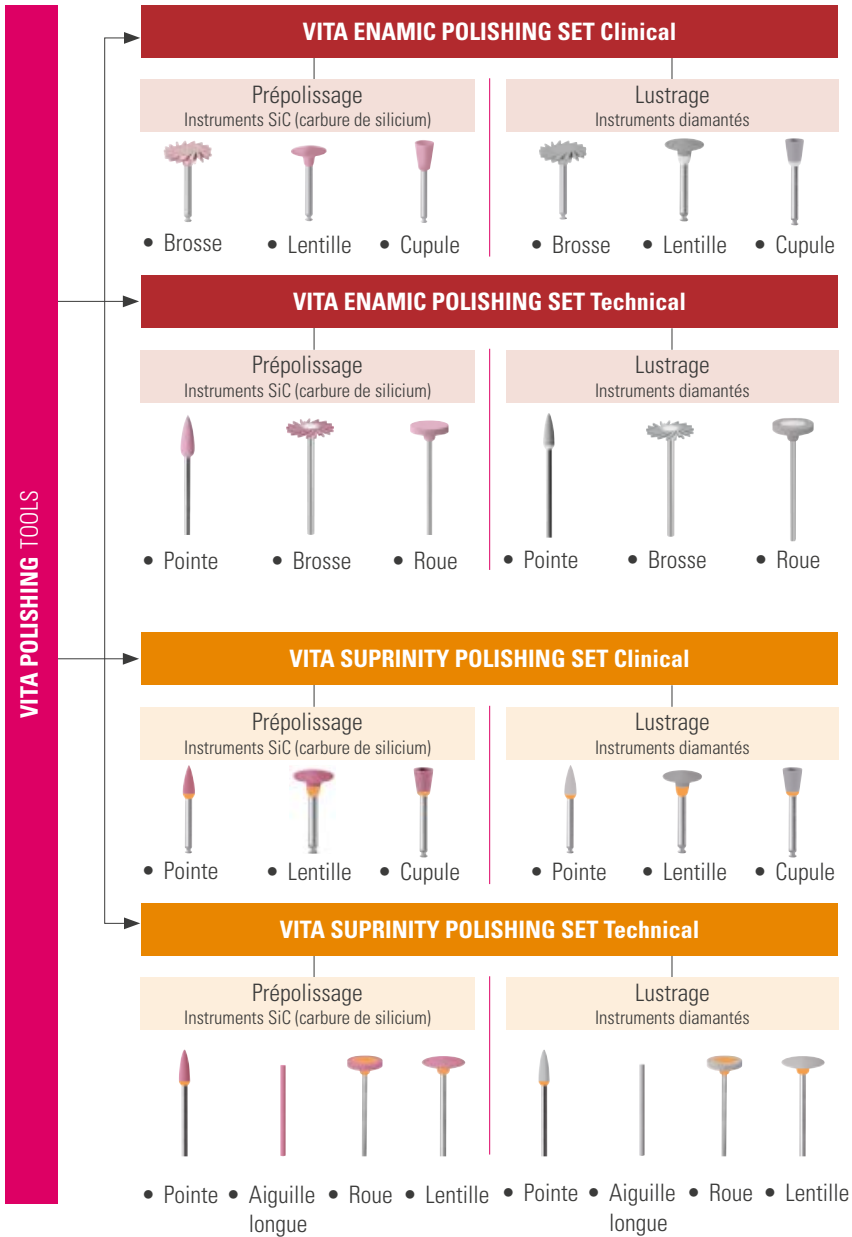 VITA POLISHING TOOLS
VITA ENAMIC POLISHING SET Clinical
Prépolissage
Instruments SiC (carbure de silicium)
Lustrage
Instruments diamantés
• Brosse • Lentille • Cupule
• Brosse • Lentille • Cupule
VITA ENAMIC POLISHING SET Technical
Prépolissage
Instruments SiC (carbure de silicium)
Lustrage
Instruments diamantés
• Pointe • Brosse • Roue
• Pointe • Brosse • Roue
VITA SUPRINITY POLISHING SET Clinical
Prépolissage
Instruments SiC (carbure de silicium)
Lustrage
Instruments diamantés
• Pointe • Lentille • Cupule
• Pointe • Lentille • Cupule
VITA SUPRINITY POLISHING SET Technical
Prépolissage
Instruments SiC (carbure de silicium)
Lustrage
Instruments diamantés
• Pointe • Aiguille • Roue • Lentille
longue
• Pointe • Aiguille • Roue • Lentille
longue